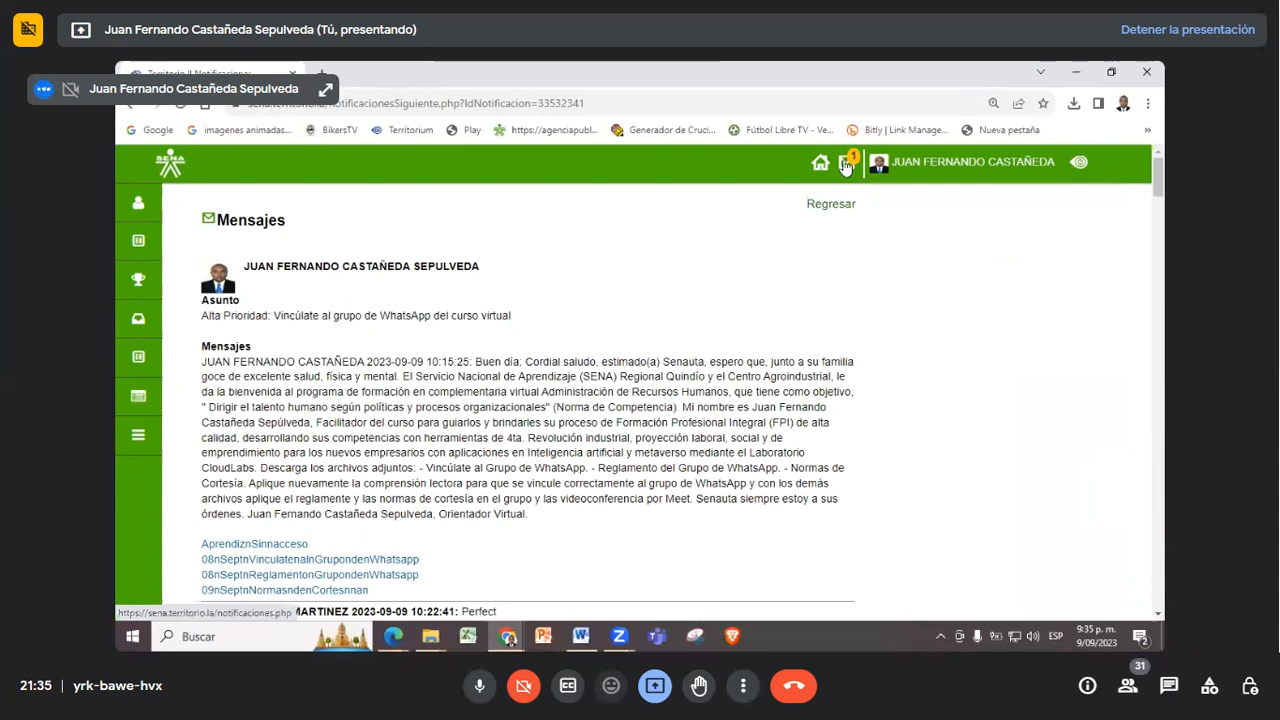 Juan Fernando Castañeda Sepulveda (Tú, presentando)
Detener la presentación
Juan Fernando Castañeda Sepulveda
notificacionesSiguiente.php?IdNotificacion=33532341
Google
imagenes animadas...
BikersTV
Territorium
Play
https://agenciapubl...
Generador de Cruci...
Fútbol Libre TV - Ve...
Bitly | Link Manage...
Nueva pestaña
»
SENA
1
JUAN FERNANDO CASTAÑEDA
Regresar
Mensajes
JUAN FERNANDO CASTAÑEDA SEPULVEDA
Asunto
Alta Prioridad: Vincúlate al grupo de WhatsApp del curso virtual
Mensajes
JUAN FERNANDO CASTAÑEDA 2023-09-09 10:15:25: Buen día: Cordial saludo, estimado(a) Senauta, espero que, junto a su familia
goce de excelente salud, física y mental. El Servicio Nacional de Aprendizaje (SENA) Regional Quindío y el Centro Agroindustrial, le
da la bienvenida al programa de formación en complementaria virtual Administración de Recursos Humanos, que tiene como objetivo,
" Dirigir el talento humano según políticas y procesos organizacionales" (Norma de Competencia). Mi nombre es Juan Fernando
Castañeda Sepúlveda, Facilitador del curso para guiarlos y brindarles su proceso de Formación Profesional Integral (FPI) de alta
calidad, desarrollando sus competencias con herramientas de 4ta. Revolución industrial, proyección laboral, social y de
emprendimiento para los nuevos empresarios con aplicaciones en Inteligencia artificial y metaverso mediante el Laboratorio
CloudLabs. Descarga los archivos adjuntos: - Vincúlate al Grupo de WhatsApp. - Reglamento del Grupo de WhatsApp. - Normas de
Cortesía. Aplique nuevamente la comprensión lectora para que se vincule correctamente al grupo de WhatsApp y con los demás
archivos aplique el reglamente y las normas de cortesía en el grupo y las videoconferencia por Meet. Senauta siempre estoy a sus
órdenes. Juan Fernando Castañeda Sepulveda, Orientador Virtual.
AprendiznSinnacceso
08nSeptnVinculatenalnGrupondenWhatsapp
08nSeptnReglamentonGrupondenWhatsapp
09nSeptnNormasndenCortesnnan
https://sena.territorio.la/notificaciones.php
MARTINEZ 2023-09-09 10:22:41: Perfect
Buscar
ESP
9:35 p. m.
9/09/2023
2
21:35 | yrk-bawe-hvx
31